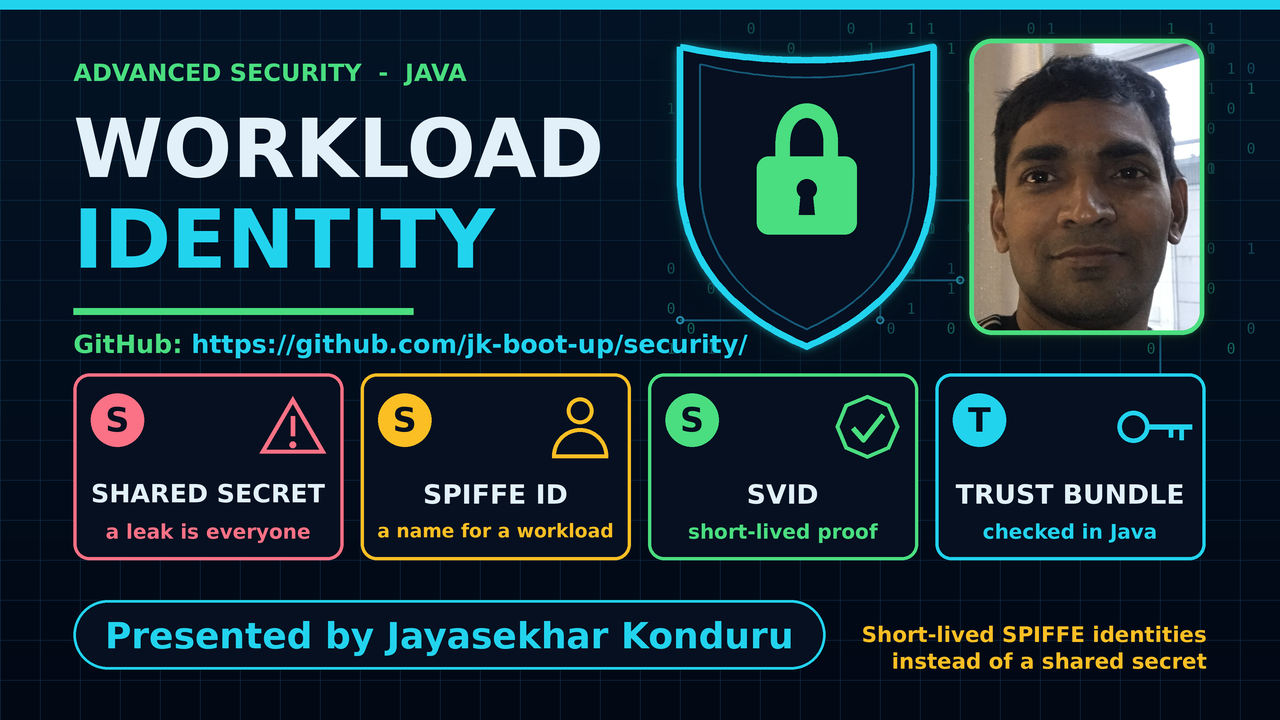 ADVANCED SECURITY - JAVA
WORKLOAD
IDENTITY
GitHub: https://github.com/jk-boot-up/security/
S
SHARED SECRET
a leak is everyone
S
SPIFFE ID
a name for a workload
S
SVID
short-lived proof
T
TRUST BUNDLE
checked in Java
Presented by Jayasekhar Konduru
Short-lived SPIFFE identities
instead of a shared secret